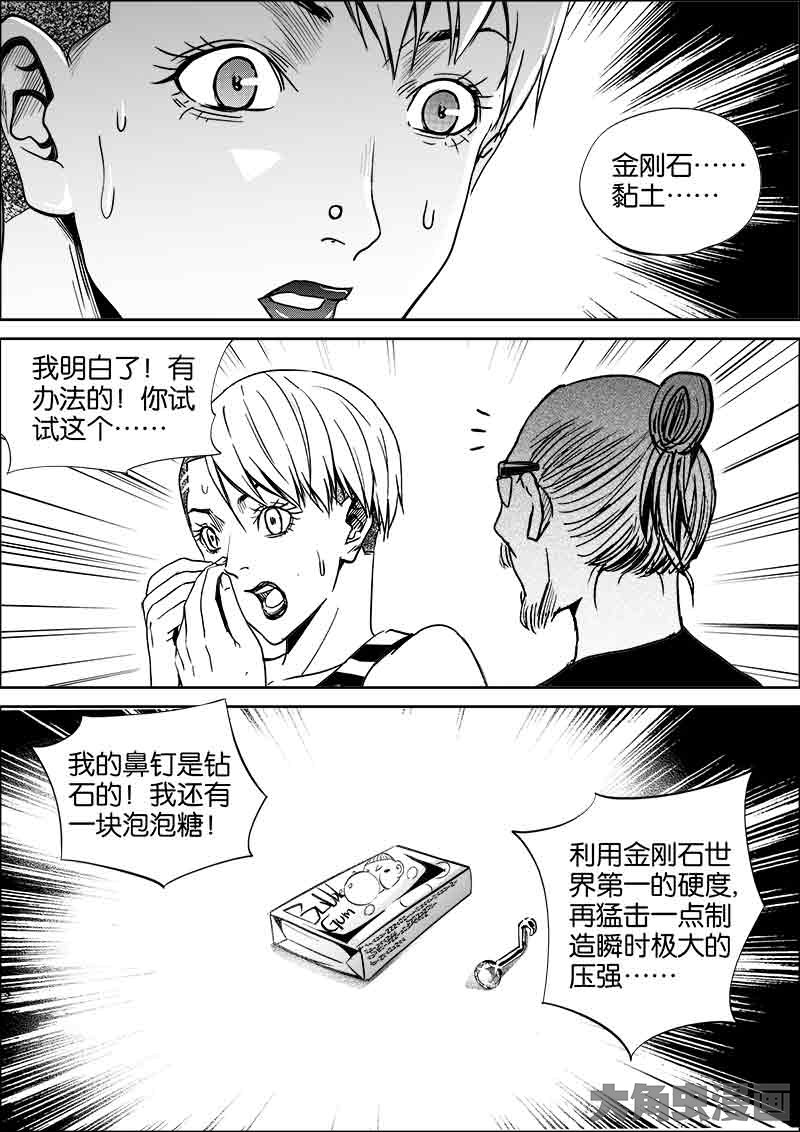 金刚石……
黏土……
我明白了！有
办法的！你试
试这个……
我的鼻钉是钻
石的！我还有
一块泡泡糖！
Gum
利用金刚石世
界第一的硬度,
再猛击一点制
造瞬时极大的
压强……
大角虫漫画